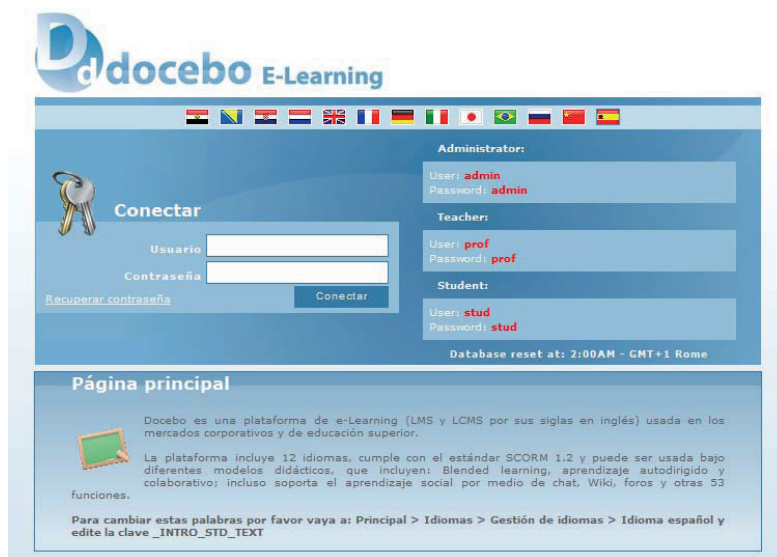 Dd docebo E-Learning
Administrator:
User: admin
Password: admin
Conectar
Teacher:
Usuario
User: prof
Password: prof
Contraseña
Student:
Recuperar contraseña
Conectar
User: stud
Password: stud
Database reset at: 2:00AM - GMT+1 Rome
Página principal
Docebo es una plataforma de e-Learning (LMS y LCMS por sus siglas en inglés) usada en los
mercados corporativos y de educación superior.
La plataforma incluye 12 idiomas, cumple con el estándar SCORM 1.2 y puede ser usada bajo
diferentes modelos didácticos, que incluyen: Blended learning, aprendizaje autodirigido y
colaborativo; incluso soporta el aprendizaje social por medio de chat, Wiki, foros y otras 53
funciones.
Para cambiar estas palabras por favor vaya a: Principal > Idiomas > Gestión de idiomas > Idioma español y
edite la clave _INTRO_STD_TEXT